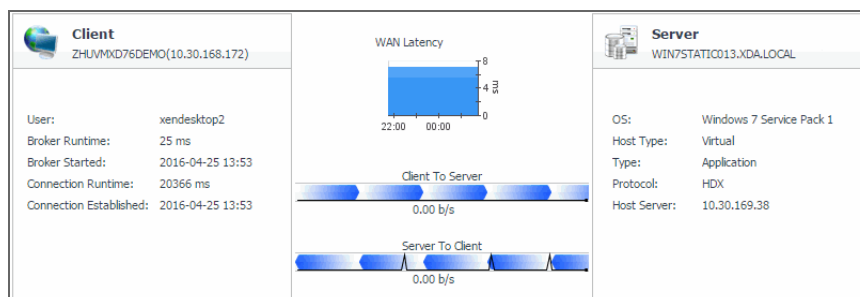 Client
ZHUVMXD76DEMO(10.30.168.172)
User: xendesktop2
Broker Runtime: 25 ms
Broker Started: 2016-04-25 13:53
Connection Runtime: 20366 ms
Connection Established: 2016-04-25 13:53
WAN Latency
8
4
0
ms
22:00 00:00
Client To Server
0.00 b/s
Server To Client
0.00 b/s
Server
WIN7STATIC013.XDA.LOCAL
OS: Windows 7 Service Pack 1
Host Type: Virtual
Type: Application
Protocol: HDX
Host Server: 10.30.169.38